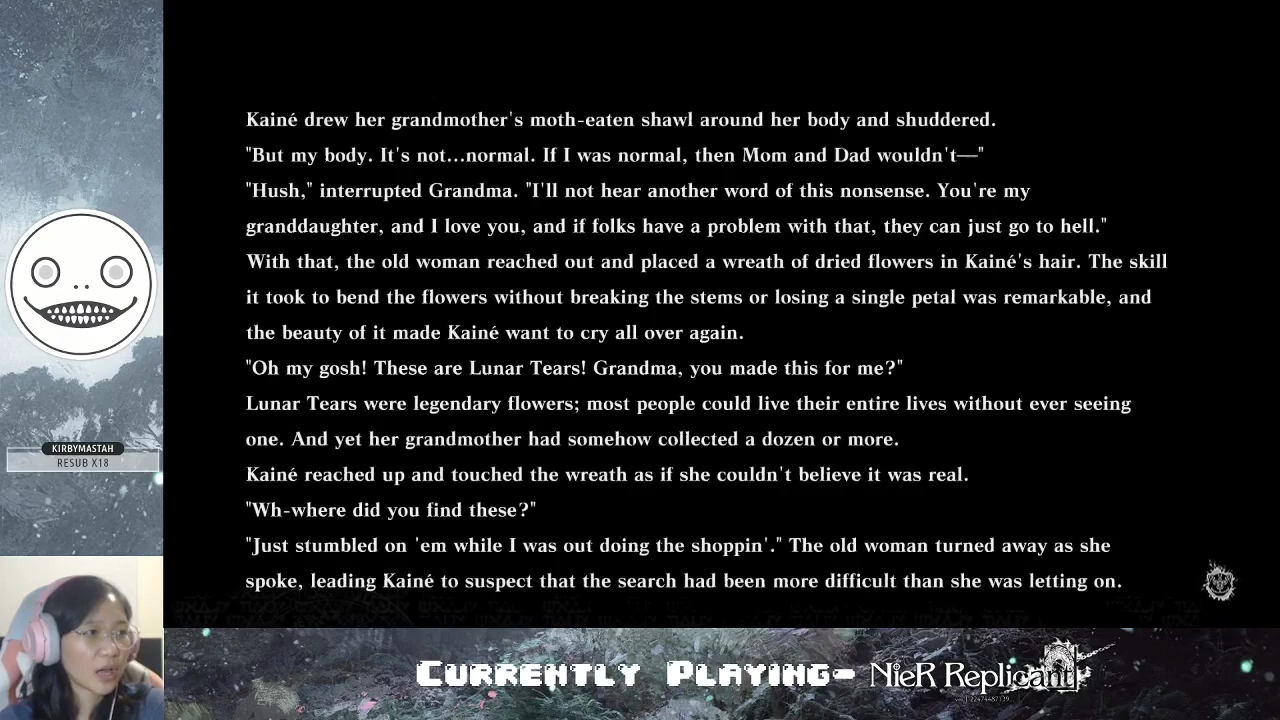 Kainé drew her grandmother's moth-eaten shawl around her body and shuddered.
"But my body. It's not...normal. If I was normal, then Mom and Dad wouldn't—"
"Hush," interrupted Grandma. "I'll not hear another word of this nonsense. You're my
granddaughter, and I love you, and if folks have a problem with that, they can just go to hell."
With that, the old woman reached out and placed a wreath of dried flowers in Kainé's hair. The skill
it took to bend the flowers without breaking the stems or losing a single petal was remarkable, and
the beauty of it made Kainé want to cry all over again.
"Oh my gosh! These are Lunar Tears! Grandma, you made this for me?"
Lunar Tears were legendary flowers; most people could live their entire lives without ever seeing
one. And yet her grandmother had somehow collected a dozen or more.
Kainé reached up and touched the wreath as if she couldn't believe it was real.
"Wh-where did you find these?"
"Just stumbled on 'em while I was out doing the shoppin'." The old woman turned away as she
spoke, leading Kainé to suspect that the search had been more difficult than she was letting on.
KIRBYMASTAH
RESUB X18
Currently Playing- NieR Replicant